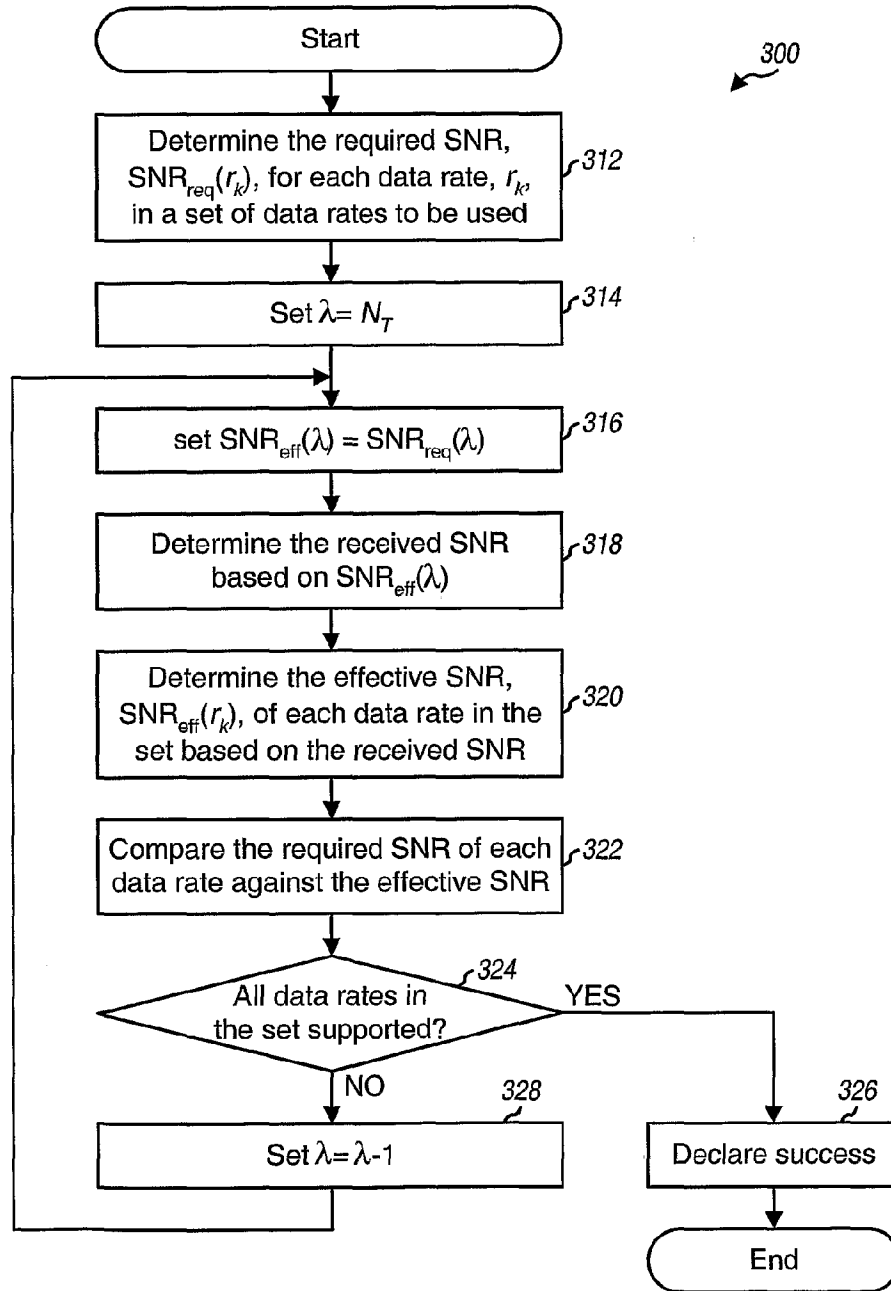 Start
300
Determine the required SNR,
SNR_req(r_k), for each data rate, r_k,
in a set of data rates to be used
312
Set λ= N_T
314
set SNR_eff(λ) = SNR_req(λ)
316
Determine the received SNR
based on SNR_eff(λ)
318
Determine the effective SNR,
SNR_eff(r_k), of each data rate in the
set based on the received SNR
320
Compare the required SNR of each
data rate against the effective SNR
322
All data rates in
the set supported?
324
YES
NO
328
Set λ=λ-1
326
Declare success
End